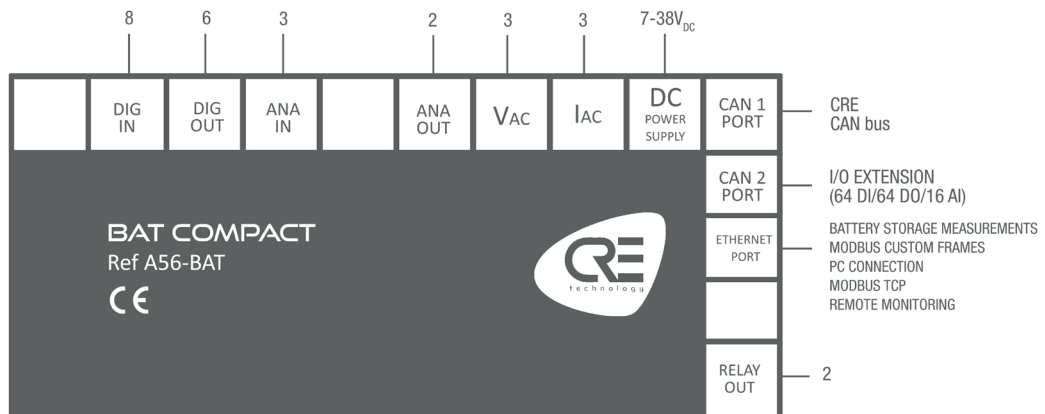 8
6
3
2
3
3
7-38VDC
DIG
IN
DIG
OUT
ANA
IN
ANA
OUT
VAC
IAC
DC
POWER
SUPPLY
CAN 1
PORT
CRE
CAN bus
CAN 2
PORT
I/O EXTENSION
(64 DI/64 DO/16 AI)
ETHERNET
PORT
BATTERY STORAGE MEASUREMENTS
MODBUS CUSTOM FRAMES
PC CONNECTION
MODBUS TCP
REMOTE MONITORING
BAT COMPACT
Ref A56-BAT
CE
CRE
technology
RELAY
OUT
2